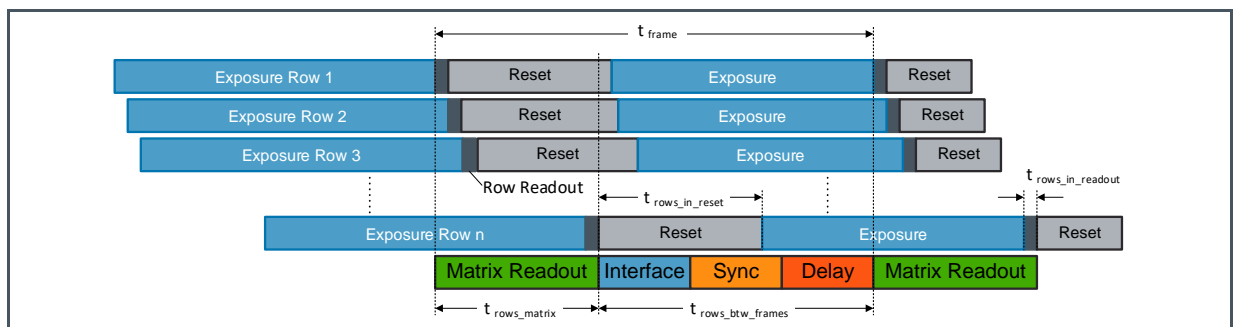 t frame
Exposure Row 1 Reset Exposure Reset
Exposure Row 2 Reset Exposure Reset
Exposure Row 3 Reset Exposure Reset
Row Readout
t rows_in_reset
t rows_in_readout
Exposure Row n Reset Exposure Reset
Matrix Readout Interface Sync Delay Matrix Readout
t rows_matrix t rows_btw_frames